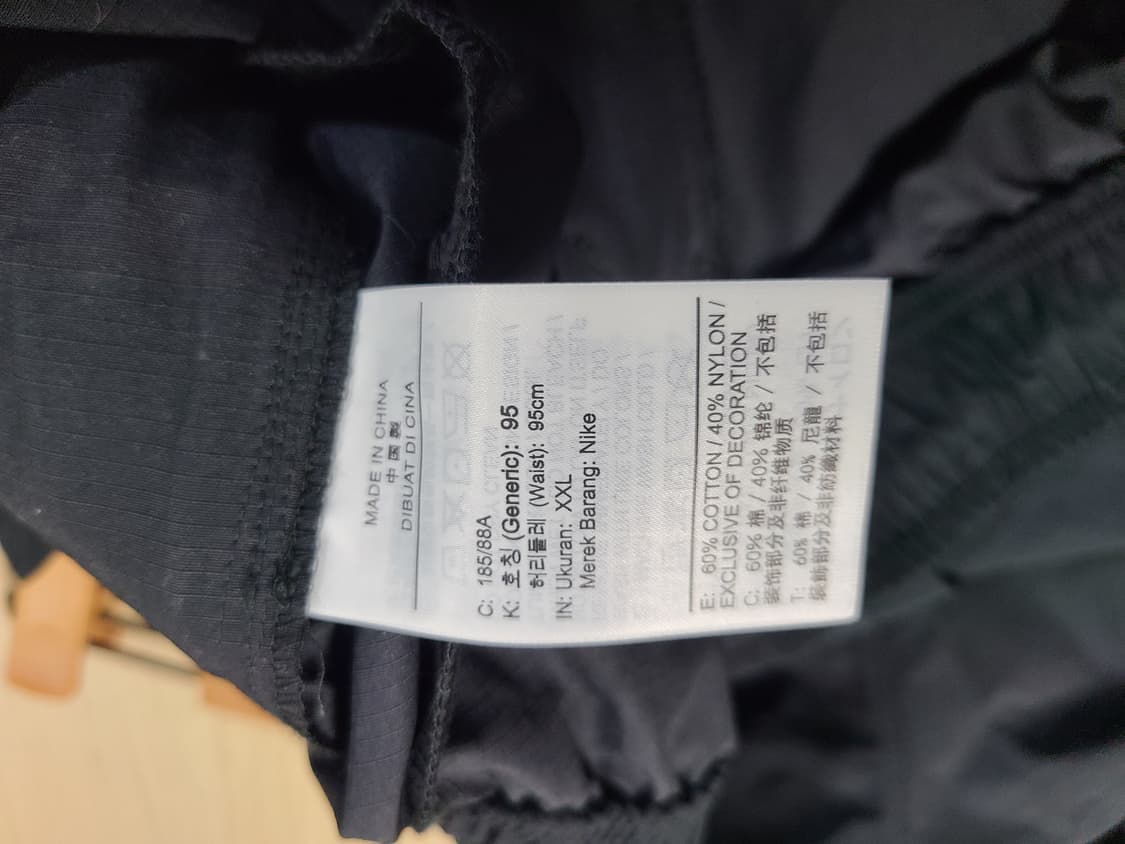 MADE IN CHINA
中国製
DIBUAT DI CINA
C: 185/88A
K: 호칭 (Generic): 95
허리둘레 (Waist): 95cm
IN: Ukuran: XXL
Merek Barang: Nike
E: 60% COTTON / 40% NYLON /
EXCLUSIVE OF DECORATION
C: 60% 棉 / 40% 锦纶 / 不包括
装饰部分及非纤维物质
T: 60% 棉 / 40% 尼龍 / 不包括
裝飾部分及非紡織材料